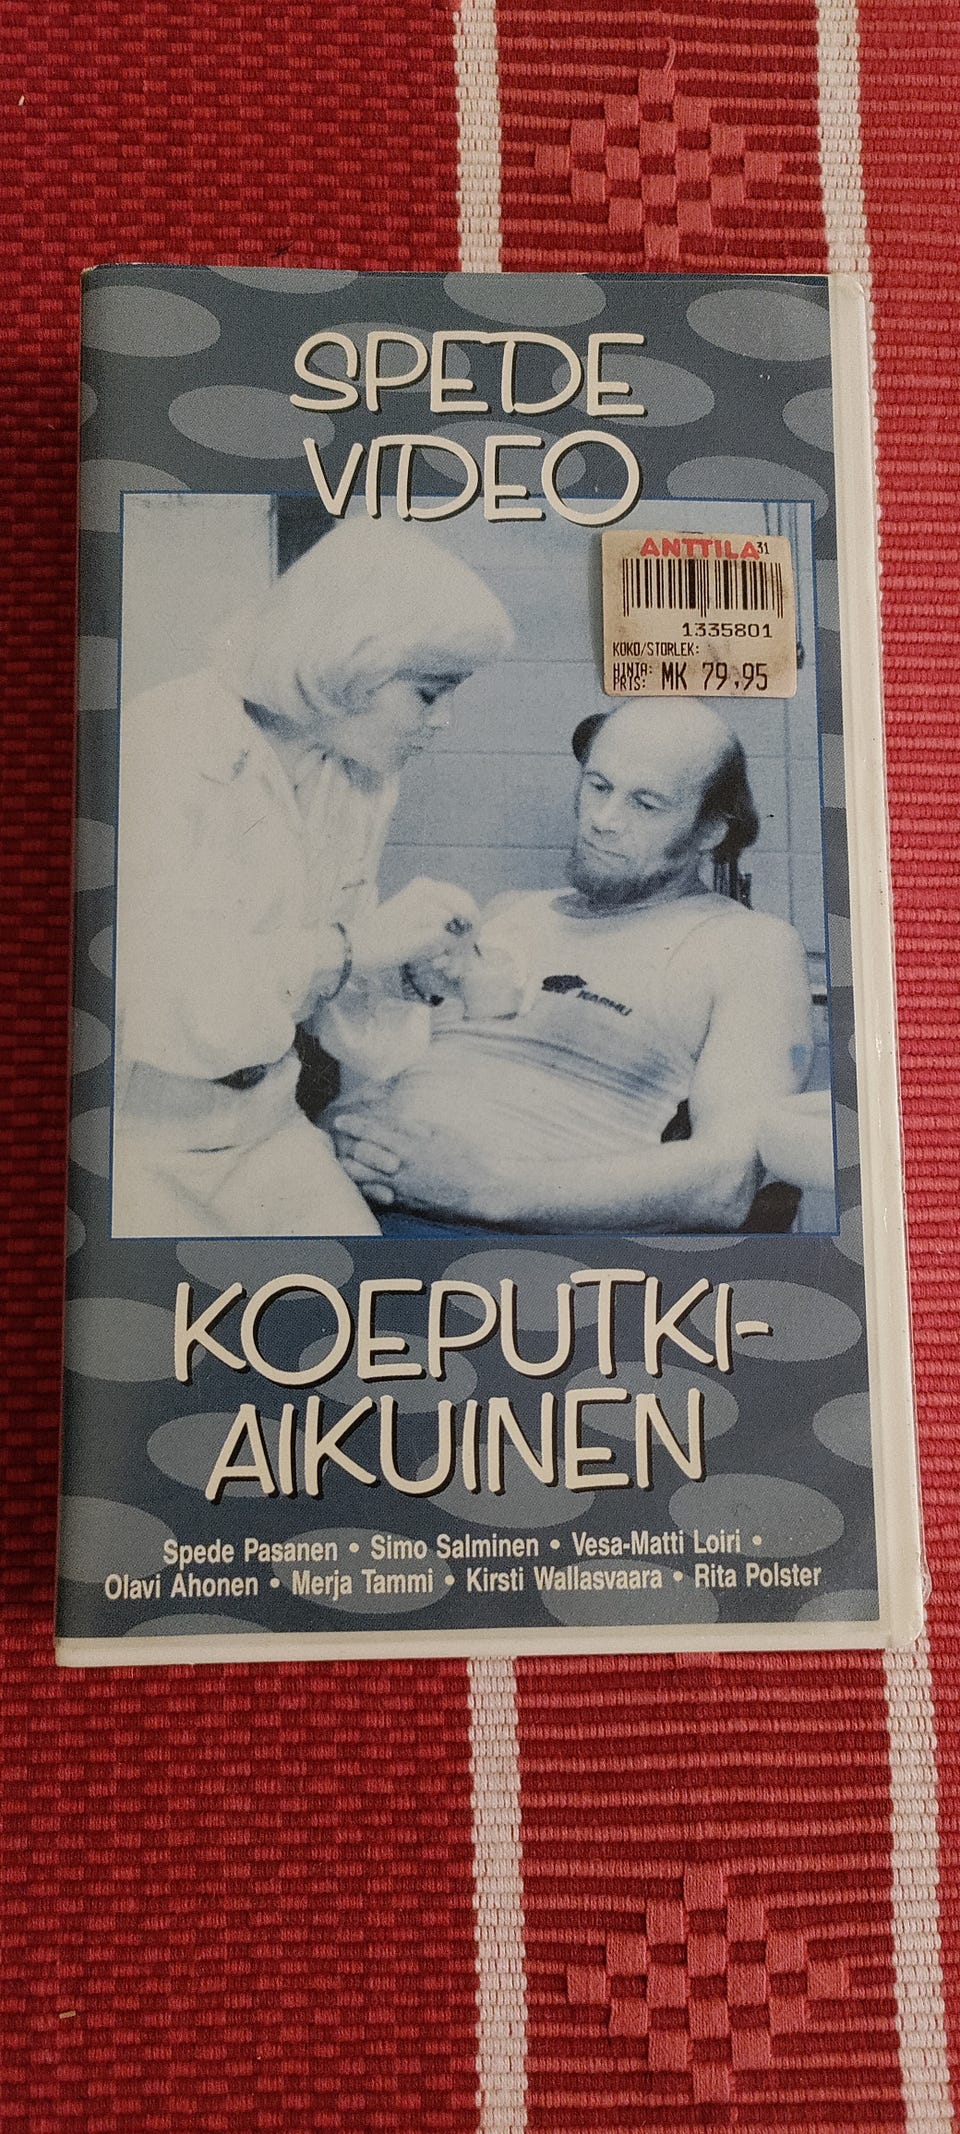 SPEDE
VIDEO
ANTTILA 31
1335801
KOKO/STORLEK:
HINTA:
PRIS: MK 79,95
KARHU
KOEPUTKI-
AIKUINEN
Spede Pasanen • Simo Salminen • Vesa-Matti Loiri •
Olavi Ahonen • Merja Tammi • Kirsti Wallasvaara • Rita Polster